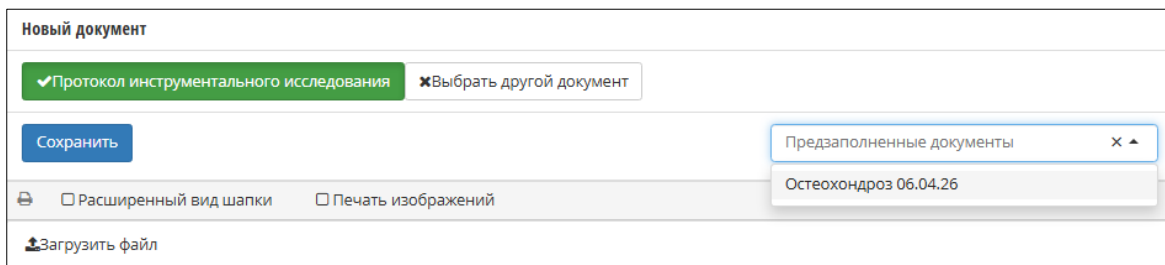 Новый документ
Протокол инструментального исследования Выбрать другой документ
Сохранить Предзаполненные документы
Остеохондроз 06.04.26
Расширенный вид шапки Печать изображений
Загрузить файл